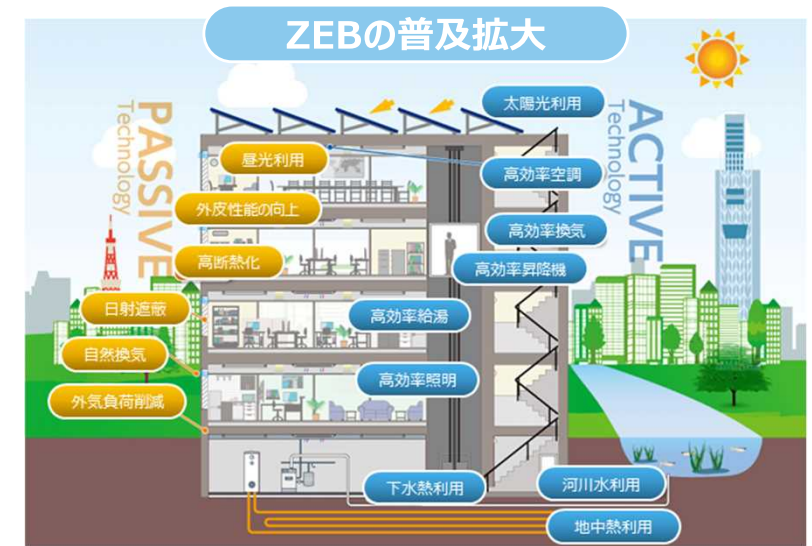 ZEBの普及拡大
PASSIVE
Technology
昼光利用
外皮性能の向上
高断熱化
日射遮蔽
自然換気
外気負荷削減
ACTIVE
Technology
太陽光利用
高効率空調
高効率換気
高効率昇降機
高効率給湯
高効率照明
下水熱利用
河川水利用
地中熱利用